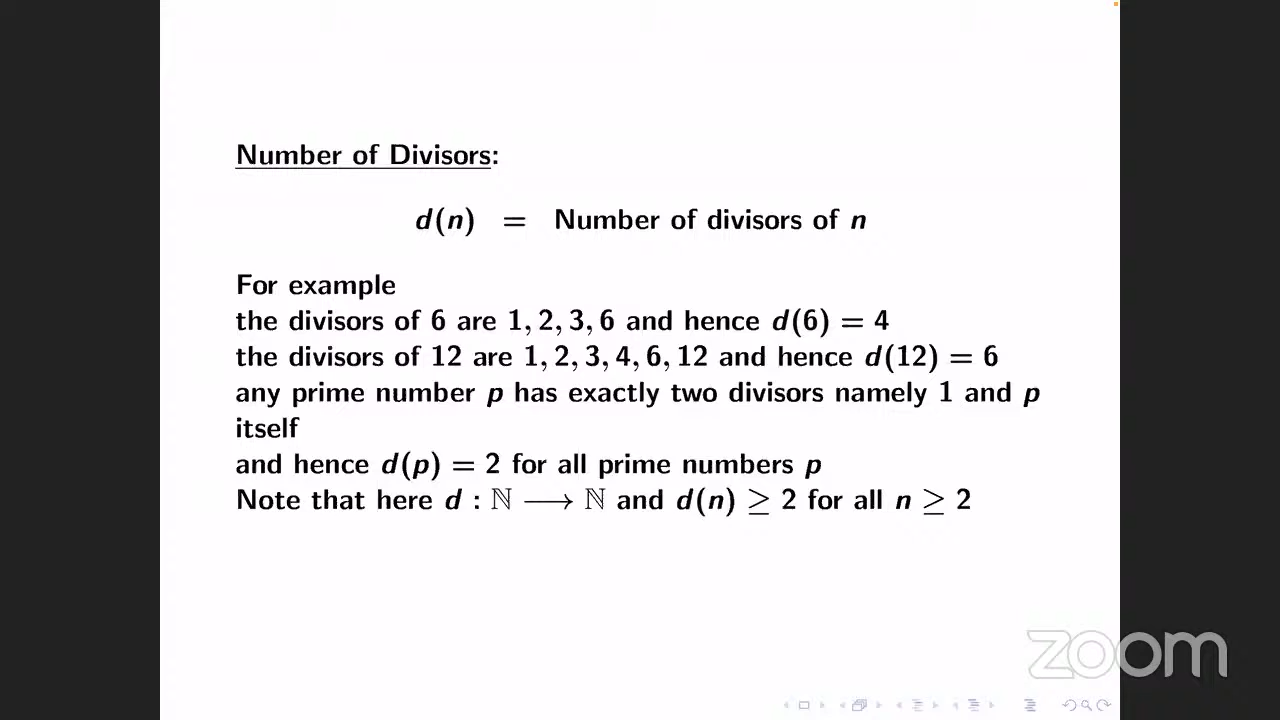 Number of Divisors:
d(n) = Number of divisors of n
For example
the divisors of 6 are 1, 2, 3, 6 and hence d(6) = 4
the divisors of 12 are 1, 2, 3, 4, 6, 12 and hence d(12) = 6
any prime number p has exactly two divisors namely 1 and p
itself
and hence d(p) = 2 for all prime numbers p
Note that here d : ℕ ⟶ ℕ and d(n) ≥ 2 for all n ≥ 2
zoom